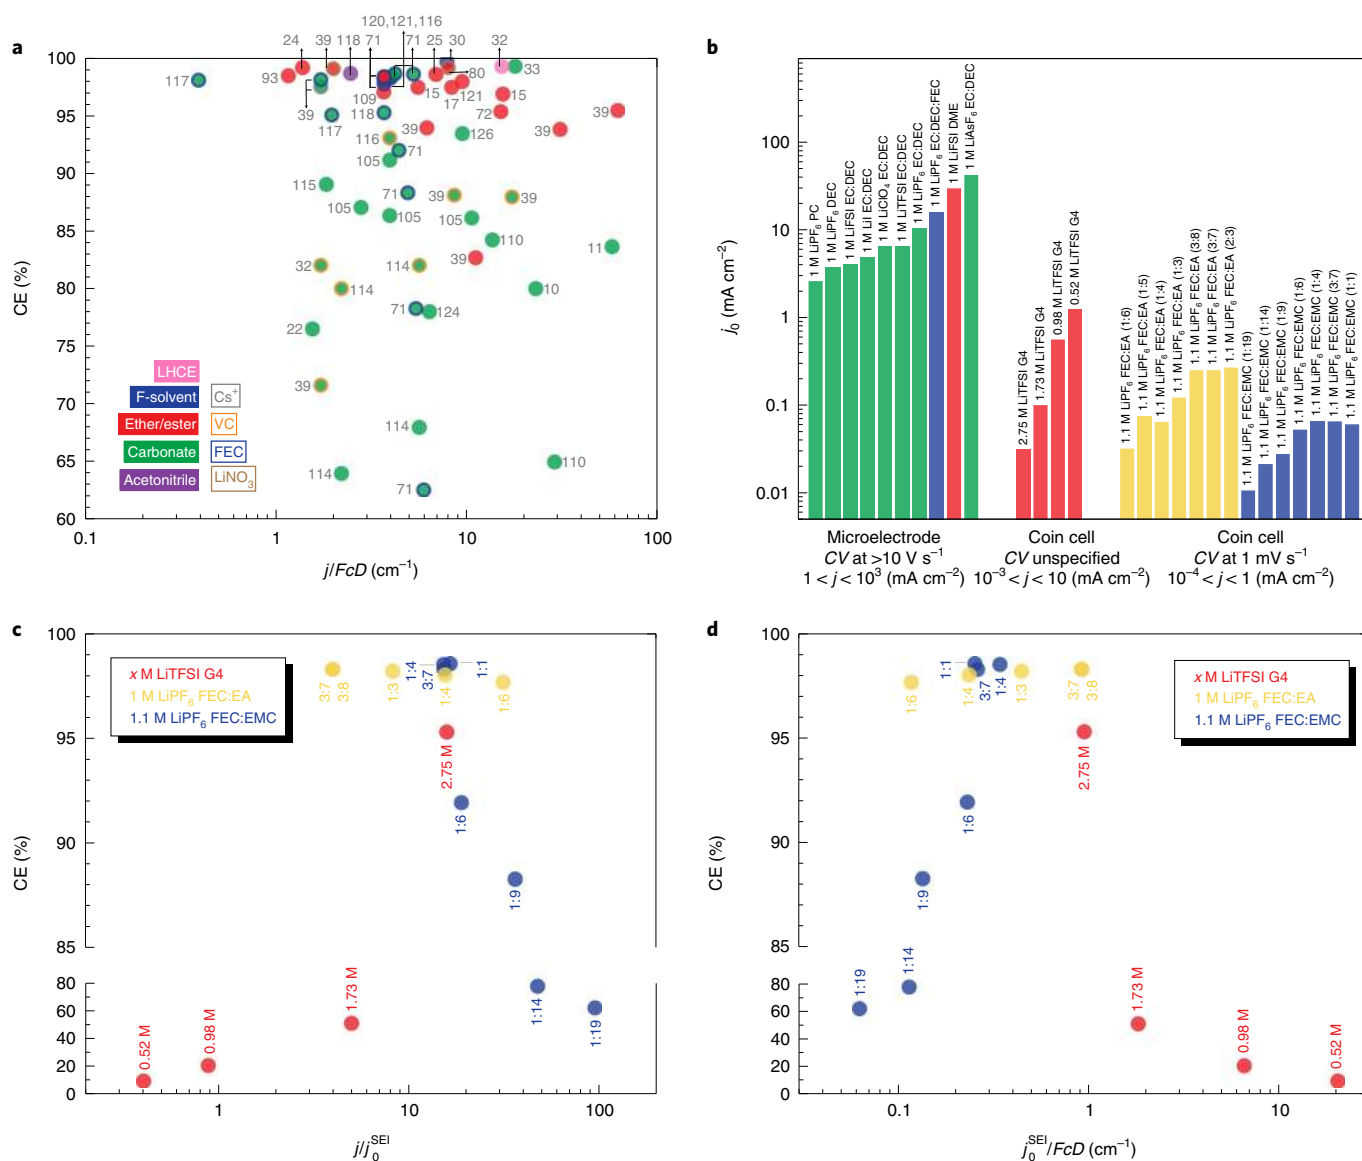 a
120,121,116
24
39
118
71
71
25
30
32
100
95
90
85
80
75
70
65
60
CE (%)
117
93
39
117
109
118
15
17
80
121
72
15
33
39
39
39
126
116
71
105
115
71
105
105
39
39
105
110
11
39
32
114
114
10
71
124
22
39
114
114
110
71
LHCE
F-solvent
Cs+
Ether/ester
VC
Carbonate
FEC
Acetonitrile
LiNO3
0.1
1
10
100
j/FcD (cm−1)
b
100
10
1
0.1
0.01
j0 (mA cm−2)
1 M LiPF6 PC
1 M LiPF6 DEC
1 M LiFSI EC:DEC
1 M LiI EC:DEC
1 M LiClO4 EC:DEC
1 M LiTFSI EC:DEC
1 M LiPF6 EC:DEC
1 M LiPF6 EC:DEC:FEC
1 M LiFSI DME
1 M LiAsF6 EC:DEC
2.75 M LiTFSI G4
1.73 M LiTFSI G4
0.98 M LiTFSI G4
0.52 M LiTFSI G4
1.1 M LiPF6 FEC:EA (1:6)
1.1 M LiPF6 FEC:EA (1:5)
1.1 M LiPF6 FEC:EA (1:4)
1.1 M LiPF6 FEC:EA (1:3)
1.1 M LiPF6 FEC:EA (3:8)
1.1 M LiPF6 FEC:EA (3:7)
1.1 M LiPF6 FEC:EA (2:3)
1.1 M LiPF6 FEC:EMC (1:19)
1.1 M LiPF6 FEC:EMC (1:14)
1.1 M LiPF6 FEC:EMC (1:9)
1.1 M LiPF6 FEC:EMC (1:6)
1.1 M LiPF6 FEC:EMC (1:4)
1.1 M LiPF6 FEC:EMC (3:7)
1.1 M LiPF6 FEC:EMC (1:1)
Microelectrode
CV at >10 V s−1
1 < j < 10^3 (mA cm−2)
Coin cell
CV unspecified
10−3 < j < 10 (mA cm−2)
Coin cell
CV at 1 mV s−1
10−4 < j < 1 (mA cm−2)
c
100
95
90
85
80
60
40
20
0
CE (%)
x M LiTFSI G4
1 M LiPF6 FEC:EA
1.1 M LiPF6 FEC:EMC
3:7
3:8
1:3
1:4
3:7
1:4
1:1
1:6
2.75 M
1:6
1:9
1:14
1:19
1.73 M
0.98 M
0.52 M
1
10
100
j/j0SEI
d
100
95
90
85
80
60
40
20
0
CE (%)
x M LiTFSI G4
1 M LiPF6 FEC:EA
1.1 M LiPF6 FEC:EMC
1:6
1:1
1:4
3:7
1:4
1:3
3:7
3:8
2.75 M
1:6
1:9
1:14
1:19
1.73 M
0.98 M
0.52 M
0.1
1
10
j0SEI/FcD (cm−1)